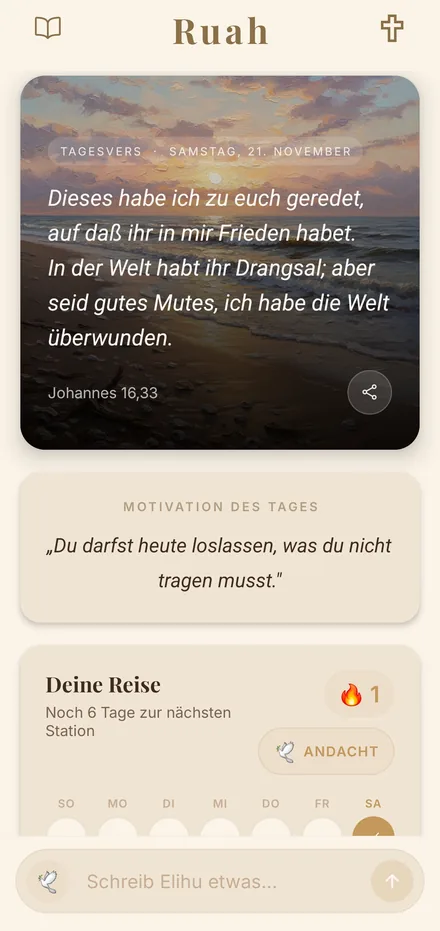 Ruah
TAGESVERS · SAMSTAG, 21. NOVEMBER
Dieses habe ich zu euch geredet,
auf daß ihr in mir Frieden habet.
In der Welt habt ihr Drangsal; aber
seid gutes Mutes, ich habe die Welt
überwunden.
Johannes 16,33
MOTIVATION DES TAGES
„Du darfst heute loslassen, was du nicht
tragen musst."
Deine Reise
1
Noch 6 Tage zur nächsten
Station
ANDACHT
SO MO DI MI DO FR SA
Schreib Elihu etwas...